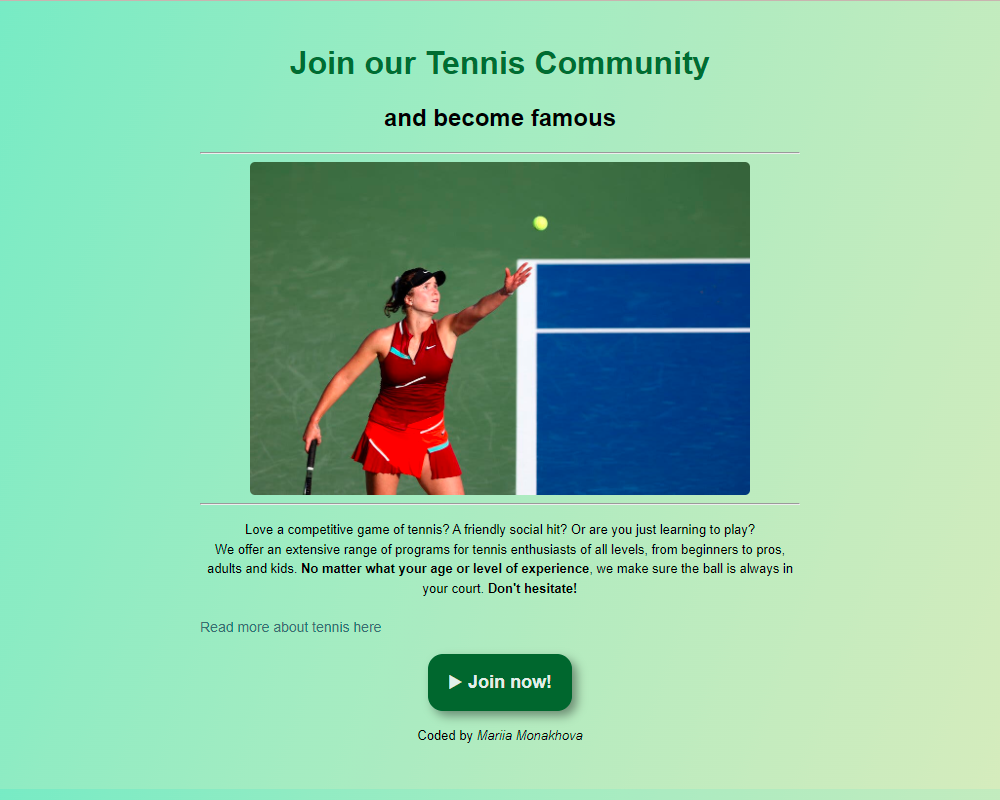 Join our Tennis Community
and become famous
Love a competitive game of tennis? A friendly social hit? Or are you just learning to play?
We offer an extensive range of programs for tennis enthusiasts of all levels, from beginners to pros,
adults and kids. No matter what your age or level of experience, we make sure the ball is always in
your court. Don't hesitate!
Read more about tennis here
▶ Join now!
Coded by Mariia Monakhova